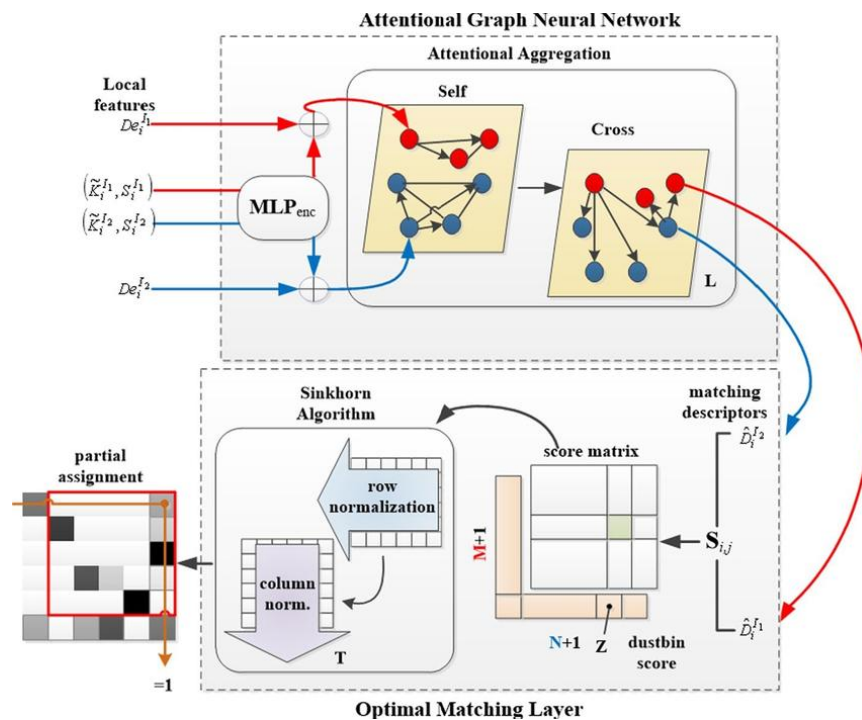 Attentional Graph Neural Network
Attentional Aggregation
Local
features
Self
Cross
De_i^{I_1}
(K̃_i^{I_1}, S_i^{I_1})
(K̃_i^{I_2}, S_i^{I_2})
MLP_enc
De_i^{I_2}
L
Sinkhorn
Algorithm
matching
descriptors
partial
assignment
score matrix
D̂_i^{I_2}
row
normalization
M+1
S_{i,j}
column
norm.
D̂_i^{I_1}
N+1
Z
dustbin
score
T
=1
Optimal Matching Layer